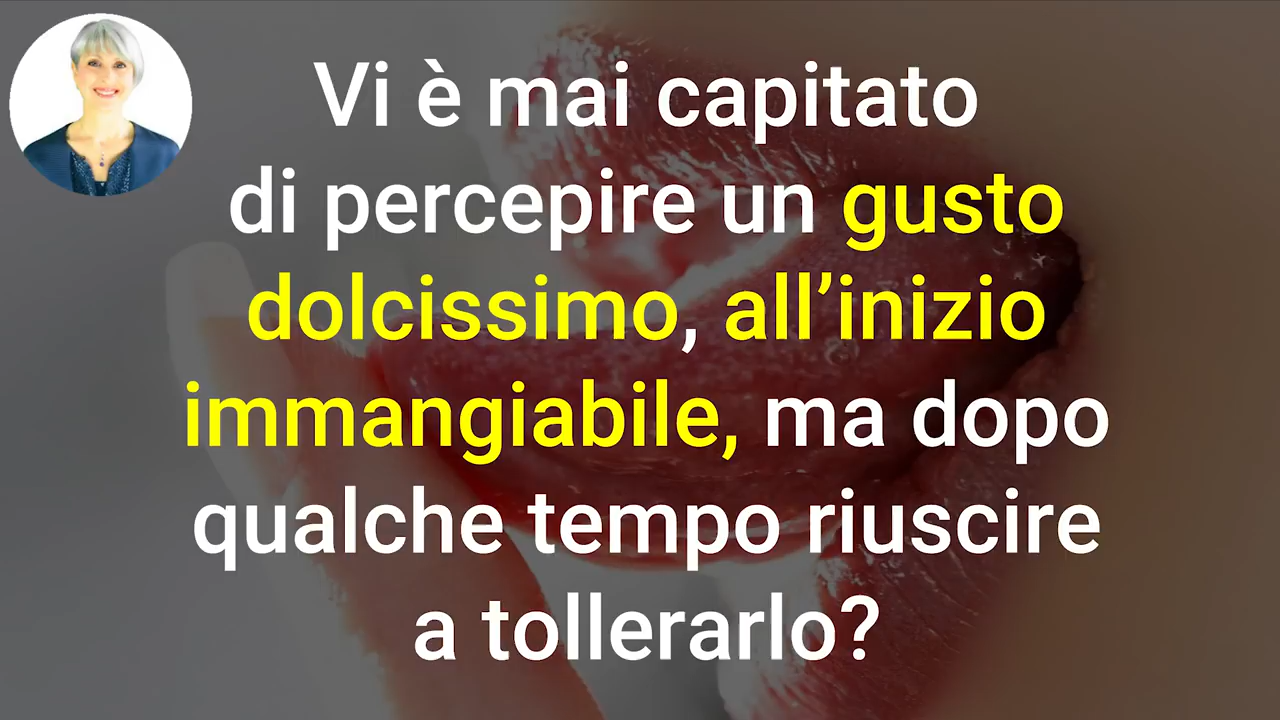 Vi è mai capitato
di percepire un gusto
dolcissimo, all’inizio
immangiabile, ma dopo
qualche tempo riuscire
a tollerarlo?